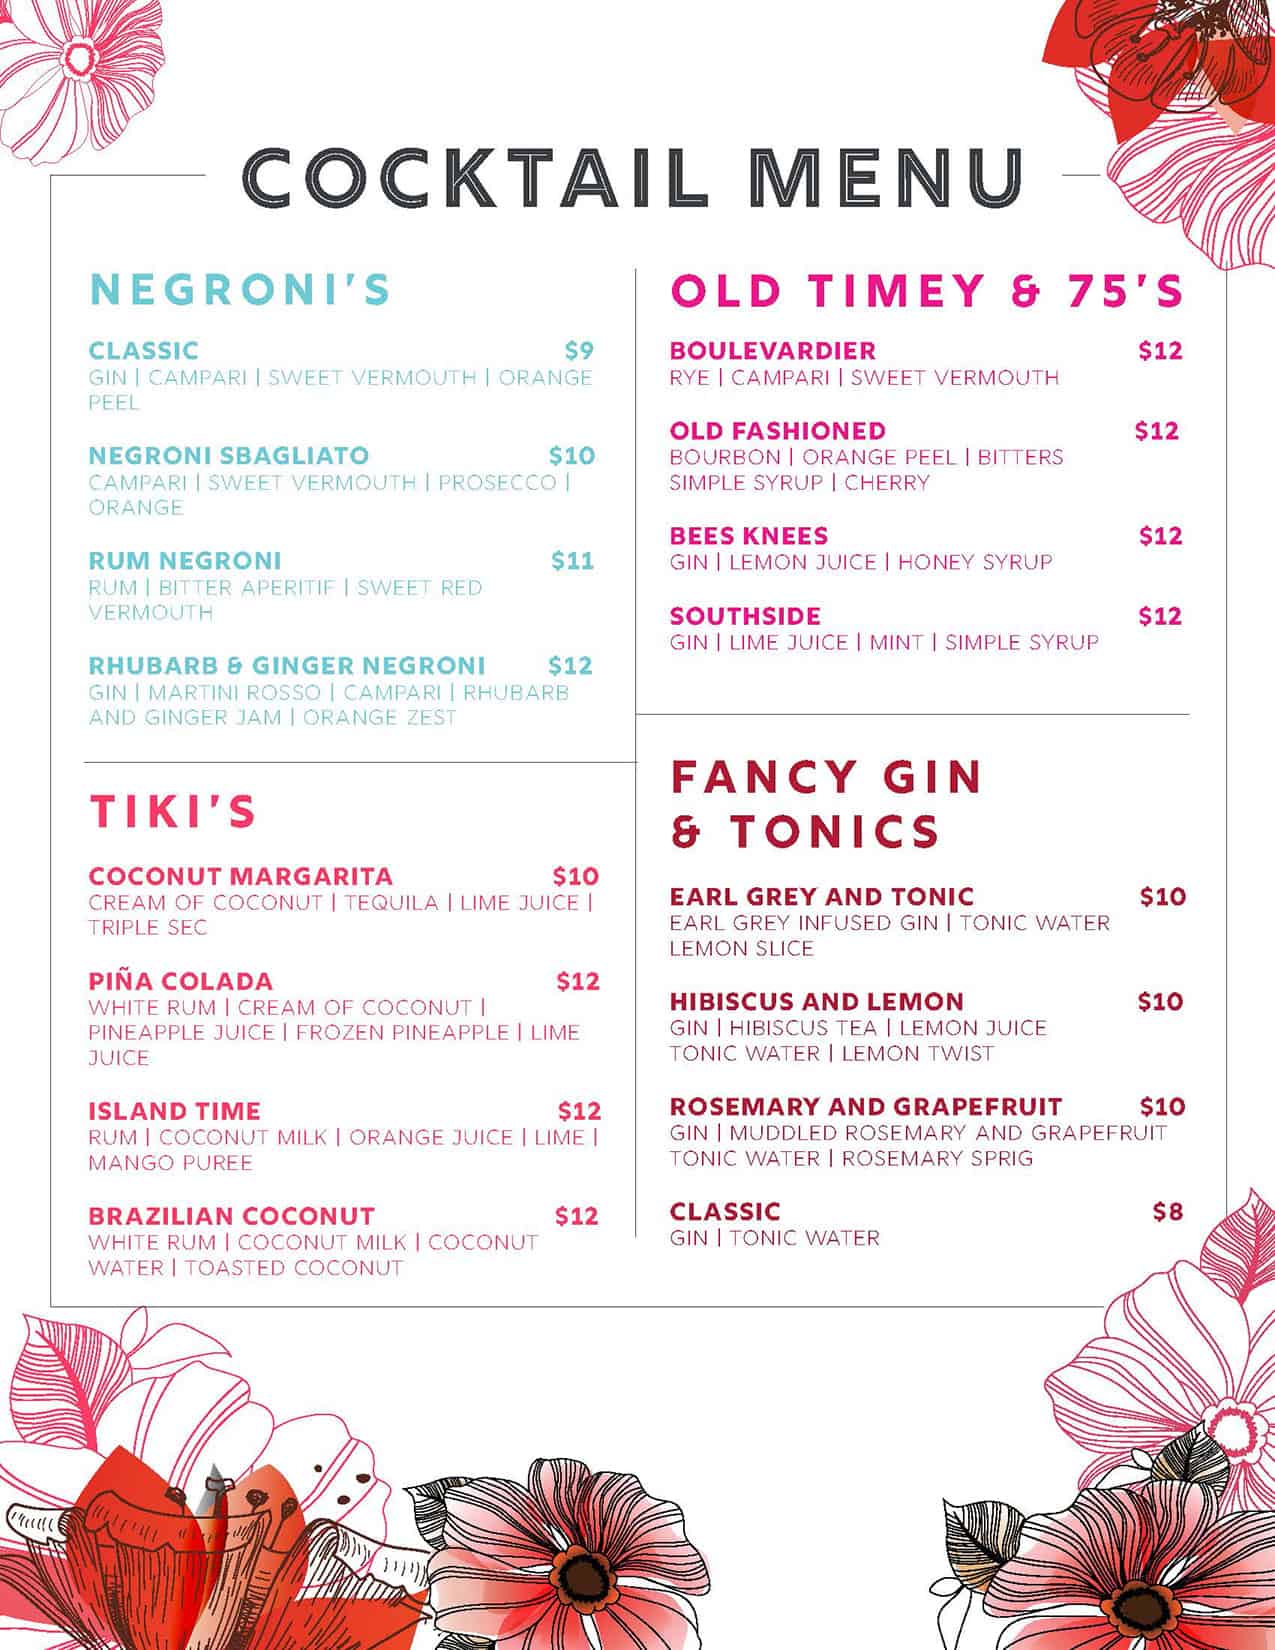 COCKTAIL MENU
NEGRONI'S
CLASSIC $9
GIN | CAMPARI | SWEET VERMOUTH | ORANGE
PEEL
NEGRONI SBAGLIATO $10
CAMPARI | SWEET VERMOUTH | PROSECCO |
ORANGE
RUM NEGRONI $11
RUM | BITTER APERITIF | SWEET RED
VERMOUTH
RHUBARB & GINGER NEGRONI $12
GIN | MARTINI ROSSO | CAMPARI | RHUBARB
AND GINGER JAM | ORANGE ZEST
TIKI'S
COCONUT MARGARITA $10
CREAM OF COCONUT | TEQUILA | LIME JUICE |
TRIPLE SEC
PIÑA COLADA $12
WHITE RUM | CREAM OF COCONUT |
PINEAPPLE JUICE | FROZEN PINEAPPLE | LIME
JUICE
ISLAND TIME $12
RUM | COCONUT MILK | ORANGE JUICE | LIME |
MANGO PUREE
BRAZILIAN COCONUT $12
WHITE RUM | COCONUT MILK | COCONUT
WATER | TOASTED COCONUT
OLD TIMEY & 75'S
BOULEVARDIER $12
RYE | CAMPARI | SWEET VERMOUTH
OLD FASHIONED $12
BOURBON | ORANGE PEEL | BITTERS
SIMPLE SYRUP | CHERRY
BEES KNEES $12
GIN | LEMON JUICE | HONEY SYRUP
SOUTHSIDE $12
GIN | LIME JUICE | MINT | SIMPLE SYRUP
FANCY GIN
& TONICS
EARL GREY AND TONIC $10
EARL GREY INFUSED GIN | TONIC WATER
LEMON SLICE
HIBISCUS AND LEMON $10
GIN | HIBISCUS TEA | LEMON JUICE
TONIC WATER | LEMON TWIST
ROSEMARY AND GRAPEFRUIT $10
GIN | MUDDLED ROSEMARY AND GRAPEFRUIT
TONIC WATER | ROSEMARY SPRIG
CLASSIC $8
GIN | TONIC WATER